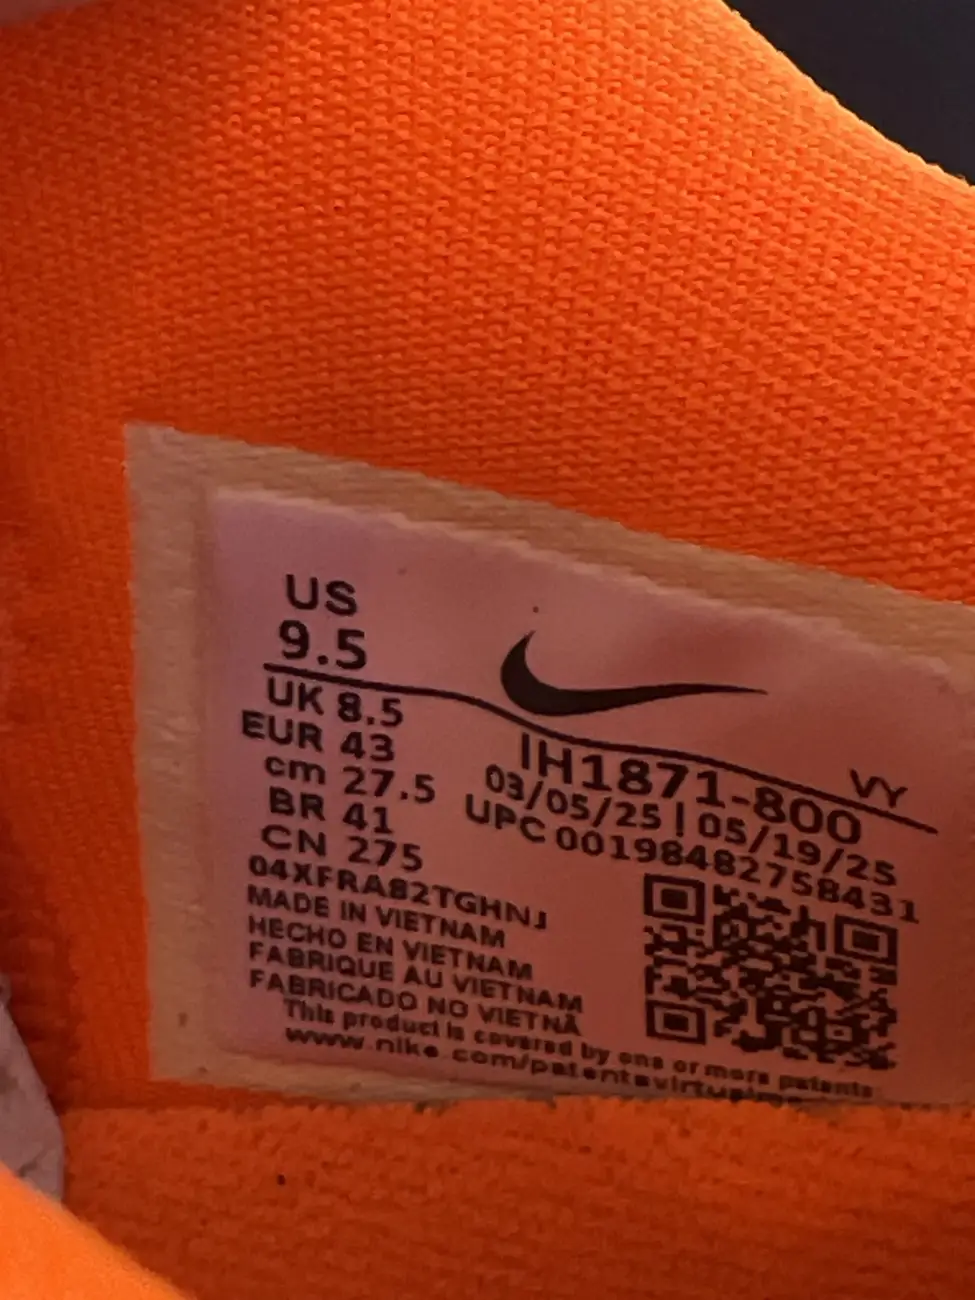 US
9.5
UK 8.5
EUR 43
cm 27.5
BR 41
CN 275
IH1871-800
VY
03/05/25 | 05/19/25
UPC 00198482758431
04XFRA82TGHNJ
MADE IN VIETNAM
HECHO EN VIETNAM
FABRIQUE AU VIETNAM
FABRICADO NO VIETNÃ
This product is covered by one or more patents
www.nike.com/patentsvirtual